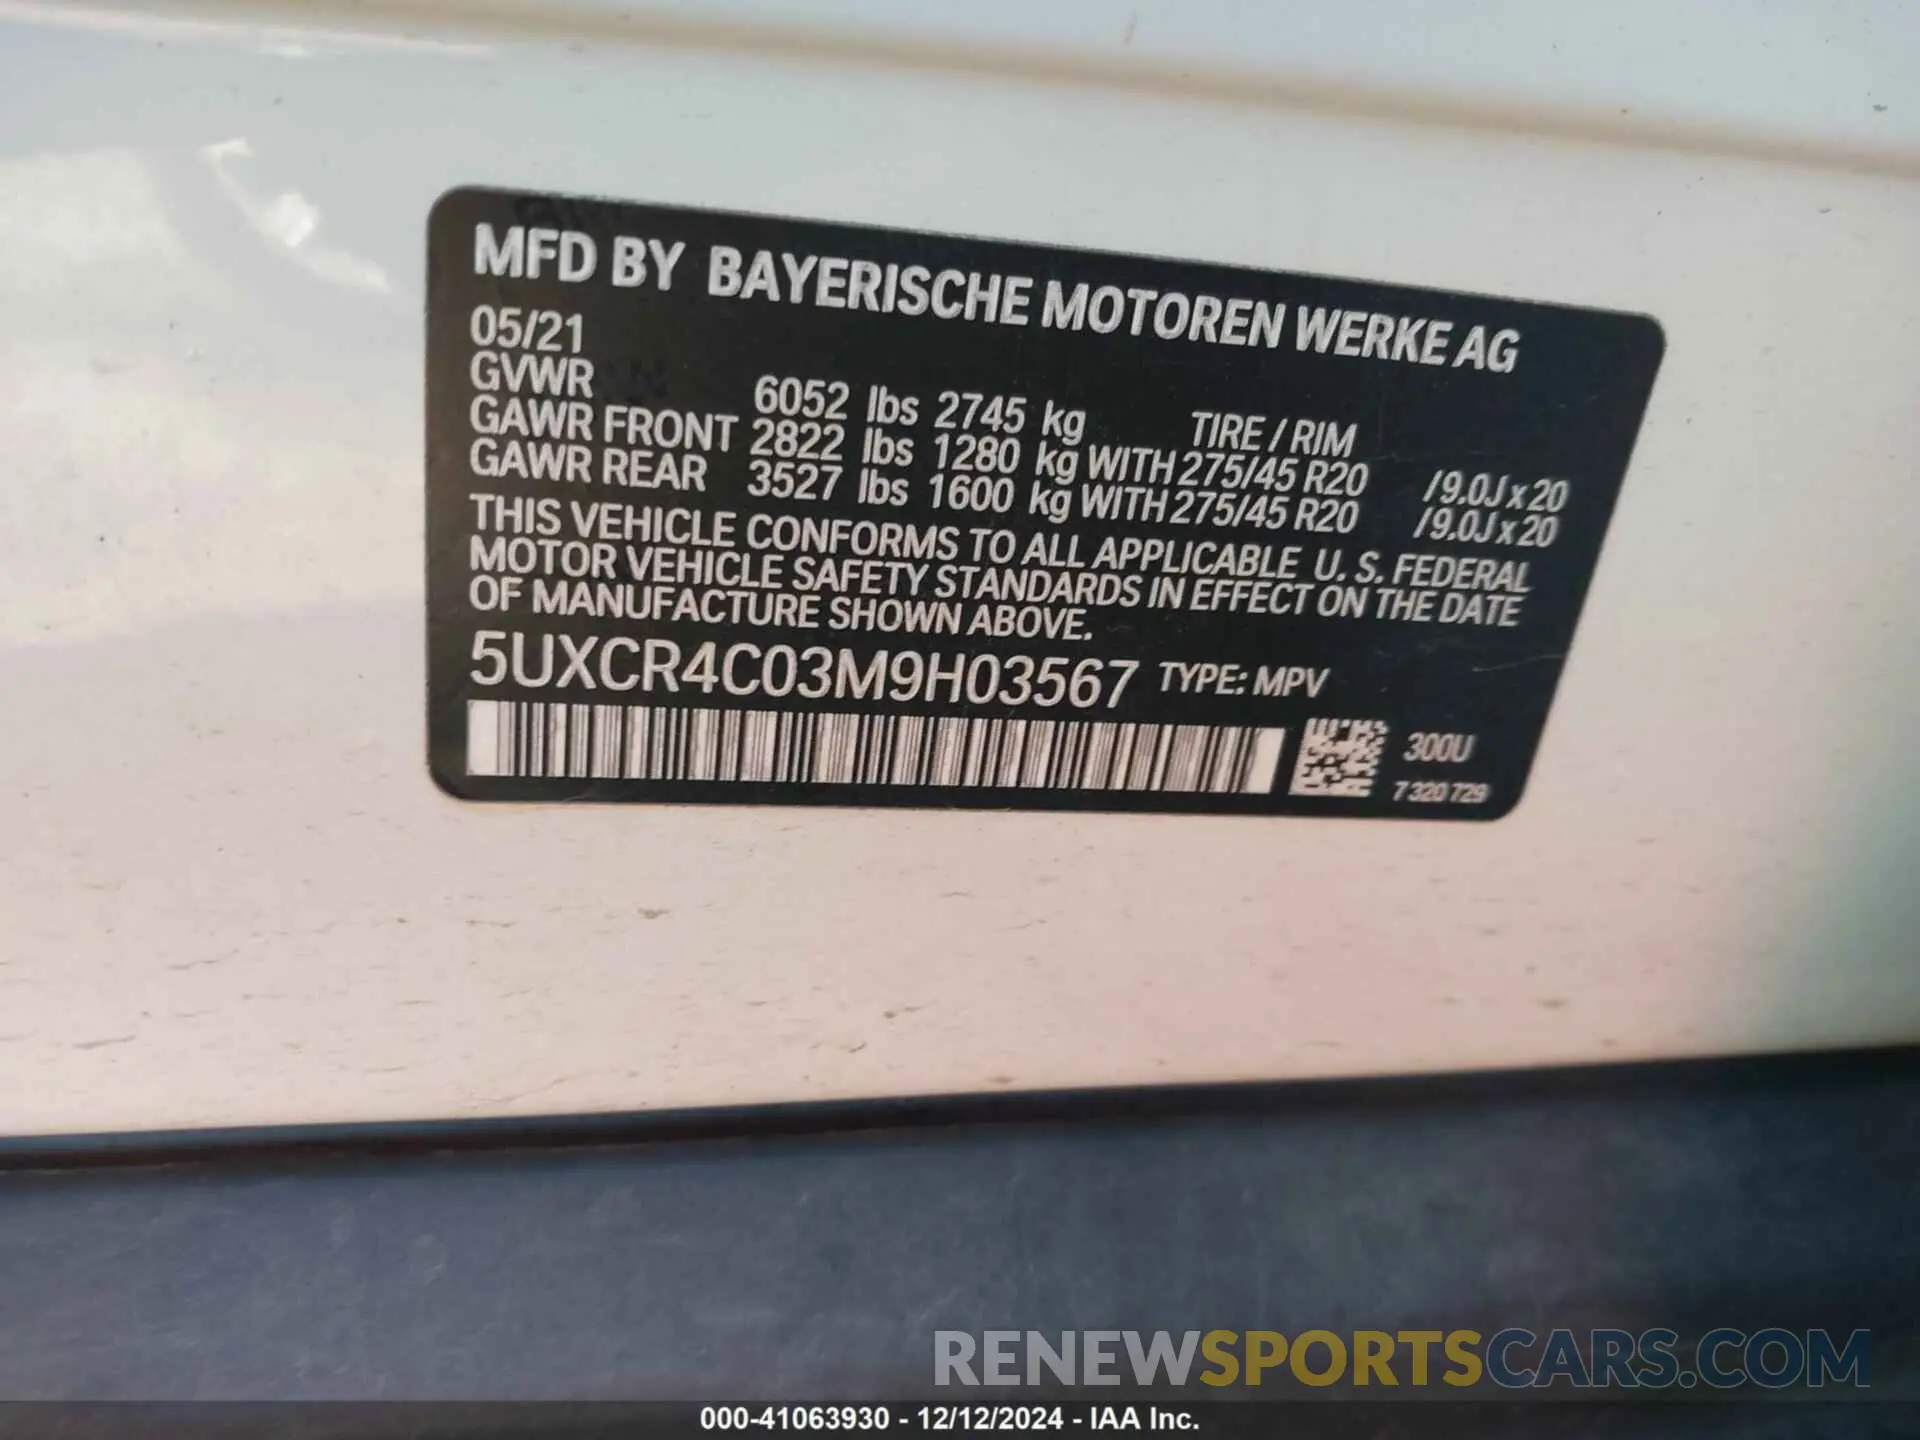 MFD BY BAYERISCHE MOTOREN WERKE AG
05/21
GVWR 6052 lbs 2745 kg TIRE / RIM
GAWR FRONT 2822 lbs 1280 kg WITH 275/45 R20 /9.0J x 20
GAWR REAR 3527 lbs 1600 kg WITH 275/45 R20 /9.0J x 20
THIS VEHICLE CONFORMS TO ALL APPLICABLE U. S. FEDERAL
MOTOR VEHICLE SAFETY STANDARDS IN EFFECT ON THE DATE
OF MANUFACTURE SHOWN ABOVE.
5UXCR4C03M9H03567 TYPE: MPV
300U
7 320 729
RENEWSPORTSCARS.COM
000-41063930 - 12/12/2024 - IAA Inc.